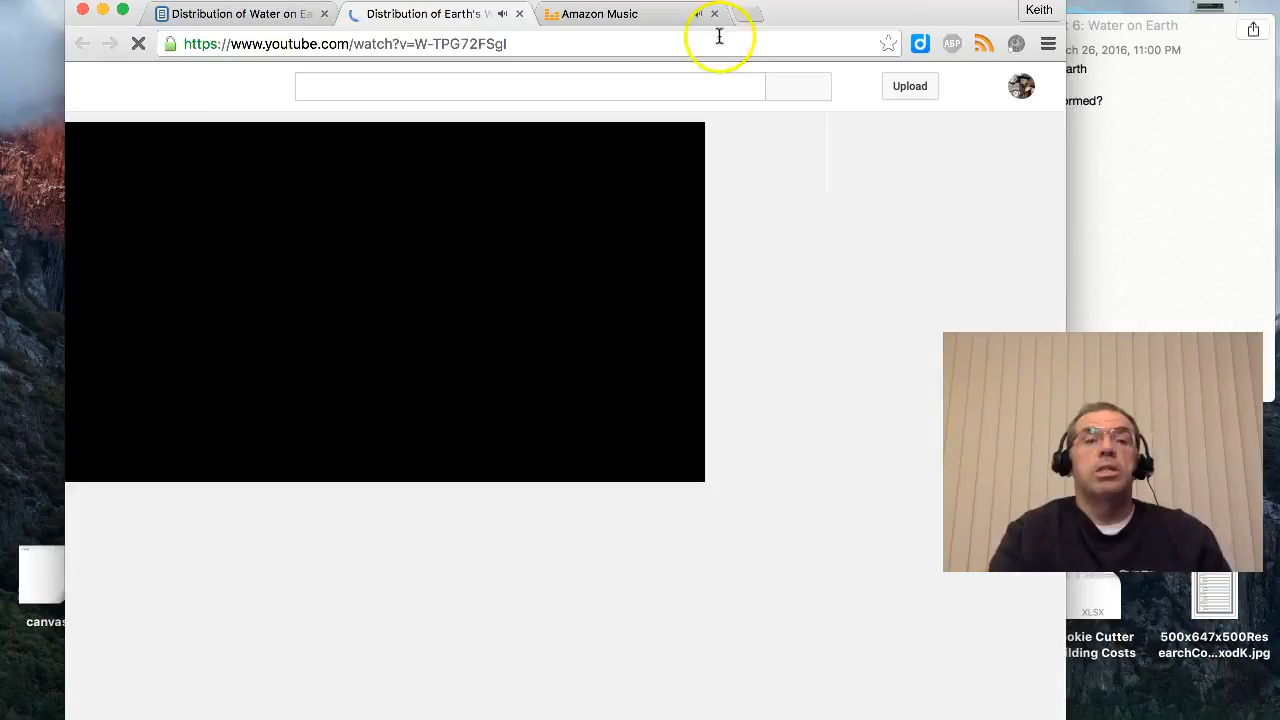 Distribution of Water on Ea
Distribution of Earth's W
Amazon Music
Keith
https://www.youtube.com/watch?v=W-TPG72FSgI
ABP
Upload
t 6: Water on Earth
ch 26, 2016, 11:00 PM
arth
ormed?
canvas
XLSX
okie Cutter
ilding Costs
500x647x500Res
earchCo...xodK.jpg